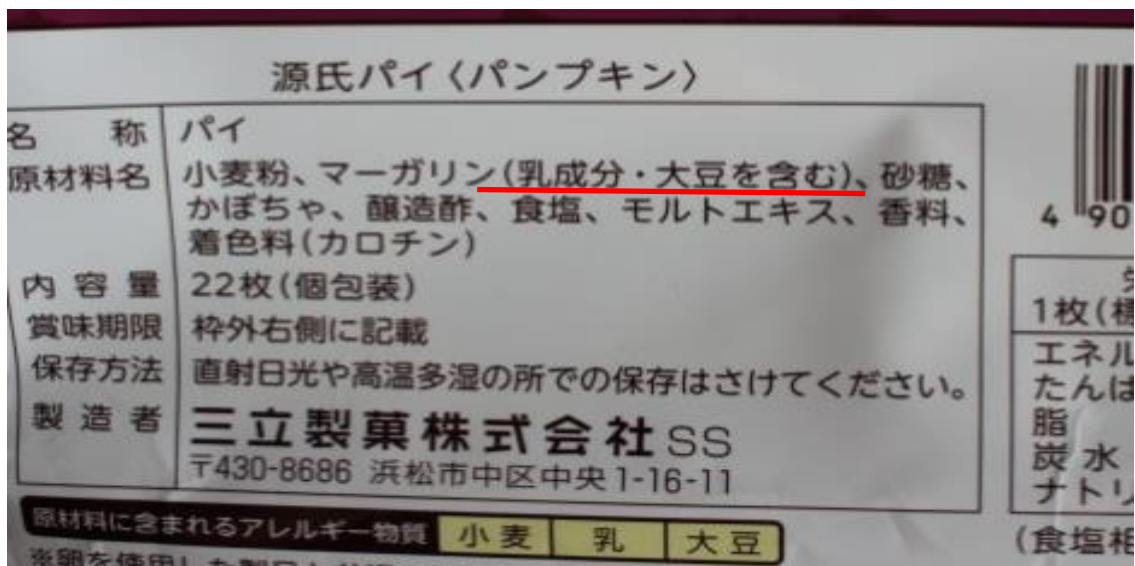 源氏パイ〈パンプキン〉
名称 パイ
原材料名 小麦粉、マーガリン(乳成分・大豆を含む)、砂糖、
かぼちゃ、醸造酢、食塩、モルトエキス、香料、
着色料(カロチン)
内容量 22枚(個包装)
賞味期限 枠外右側に記載
保存方法 直射日光や高温多湿の所での保存はさけてください。
製造者 三立製菓株式会社 SS
〒430-8686 浜松市中区中央1-16-11
原材料に含まれるアレルギー物質 小麦 乳 大豆
4 90
1枚(標
エネル
たんぱ
脂
炭水
ナトリ
(食塩相